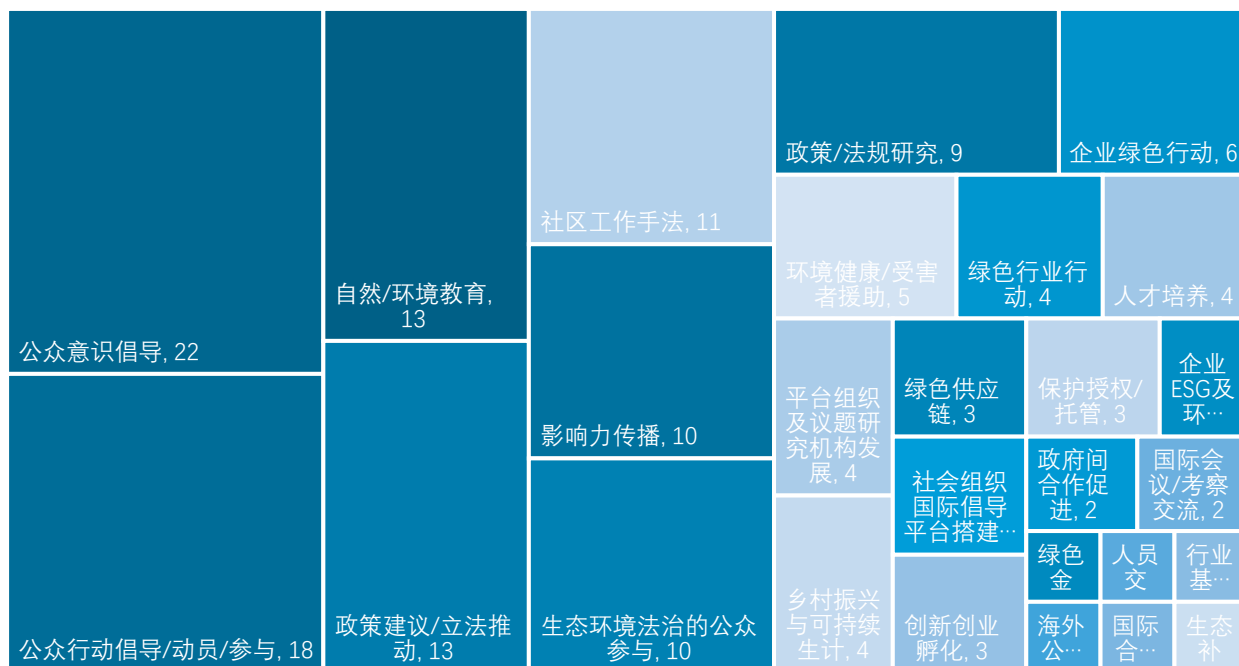 公众意识倡导, 22
公众行动倡导/动员/参与, 18
自然/环境教育,
13
政策建议/立法推
动, 13
社区工作手法, 11
影响力传播, 10
生态环境法治的公众
参与, 10
政策/法规研究, 9
企业绿色行动, 6
环境健康/受害
者援助, 5
绿色行业行
动, 4
人才培养, 4
平台组织
及议题研
究机构发
展, 4
乡村振兴
与可持续
生计, 4
绿色供应
链, 3
保护授权/
托管, 3
企业
ESG及
环…
社会组织
国际倡导
平台搭建…
创新创业
孵化, 3
政府间
合作促
进, 2
国际会
议/考察
交流, 2
绿色
金
人员
交
行业
基…
海外
公…
国际
合…
生态
补